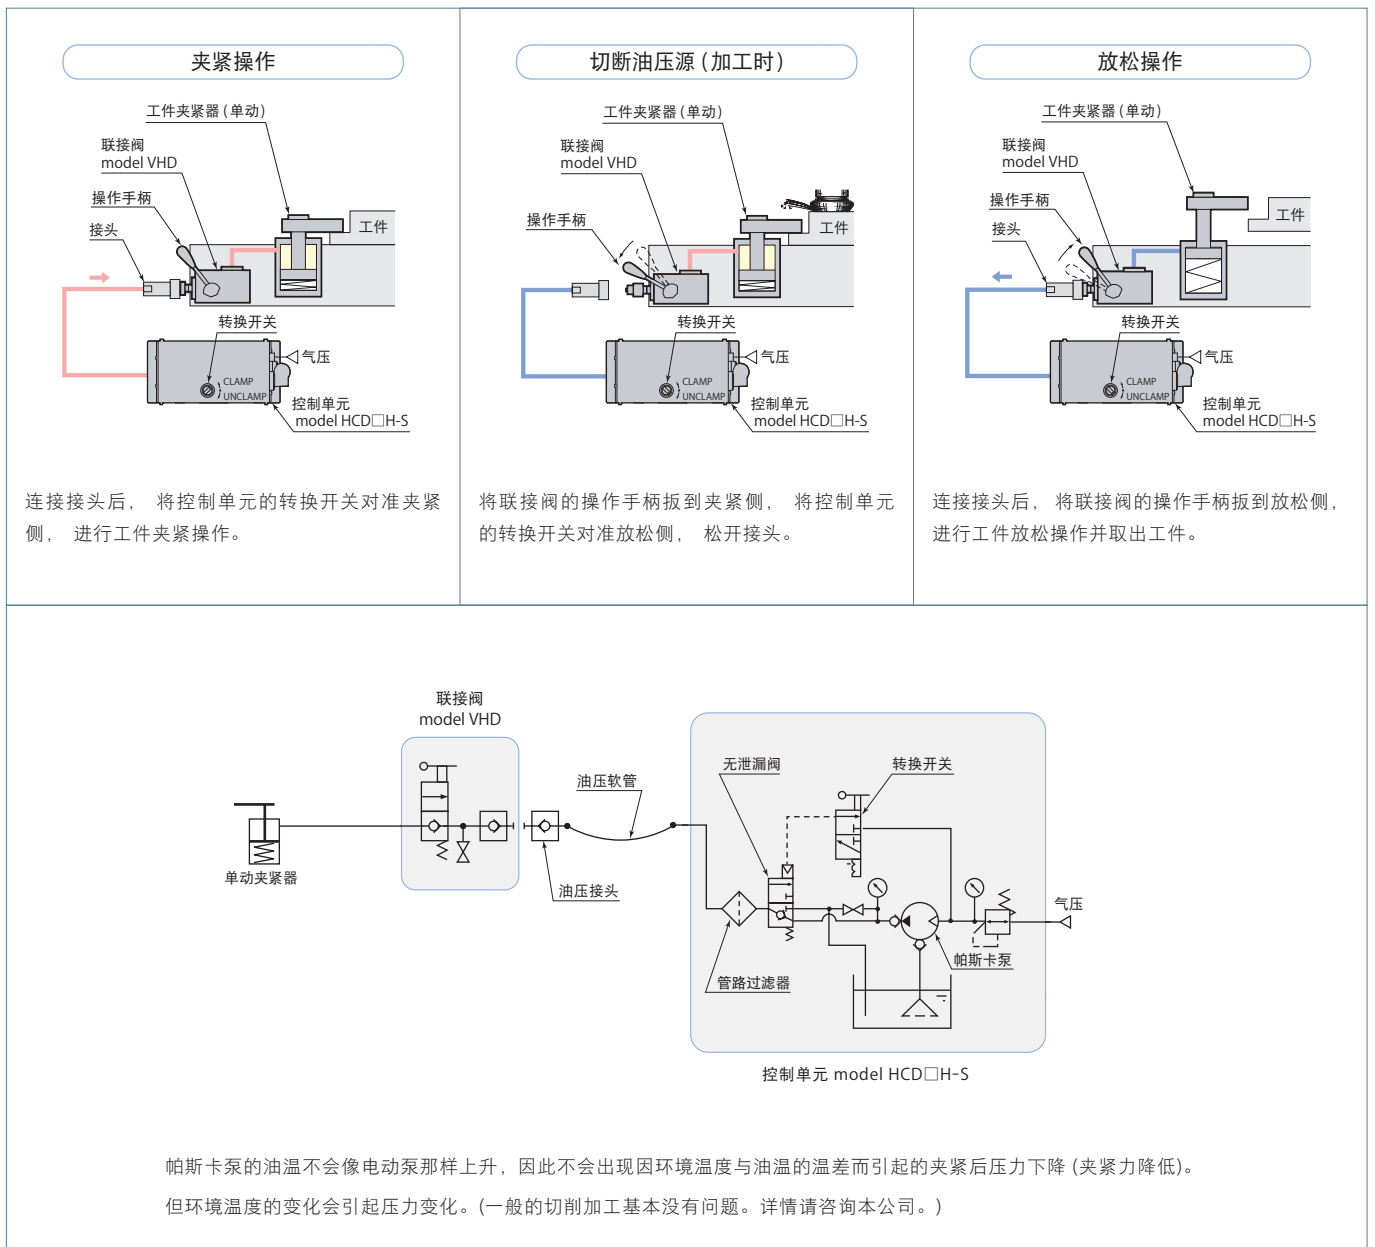 夹紧操作
工件夹紧器 (单动)
联接阀
model VHD
操作手柄
接头
工件
转换开关
气压
CLAMP
UNCLAMP
控制单元
model HCD□H-S
连接接头后， 将控制单元的转换开关对准夹紧
侧， 进行工件夹紧操作。
切断油压源 (加工时)
工件夹紧器 (单动)
联接阀
model VHD
操作手柄
工件
转换开关
气压
CLAMP
UNCLAMP
控制单元
model HCD□H-S
将联接阀的操作手柄扳到夹紧侧， 将控制单元
的转换开关对准放松侧， 松开接头。
放松操作
工件夹紧器 (单动)
联接阀
model VHD
操作手柄
接头
工件
转换开关
气压
CLAMP
UNCLAMP
控制单元
model HCD□H-S
连接接头后， 将联接阀的操作手柄扳到放松侧，
进行工件放松操作并取出工件。
联接阀
model VHD
无泄漏阀
转换开关
油压软管
单动夹紧器
油压接头
气压
帕斯卡泵
管路过滤器
控制单元 model HCD□H-S
帕斯卡泵的油温不会像电动泵那样上升，因此不会出现因环境温度与油温的温差而引起的夹紧后压力下降 (夹紧力降低)。
但环境温度的变化会引起压力变化。(一般的切削加工基本没有问题。详情请咨询本公司。)